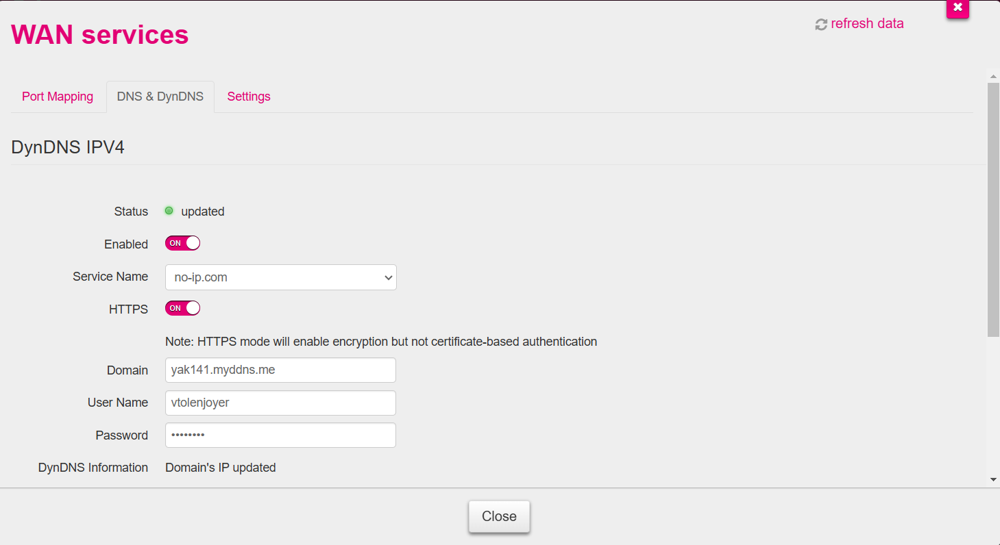 WAN services
refresh data
Port Mapping DNS & DynDNS Settings
DynDNS IPV4
Status updated
Enabled ON
Service Name no-ip.com
HTTPS ON
Note: HTTPS mode will enable encryption but not certificate-based authentication
Domain yak141.myddns.me
User Name vtolenjoyer
Password ••••••••
DynDNS Information Domain's IP updated
Close